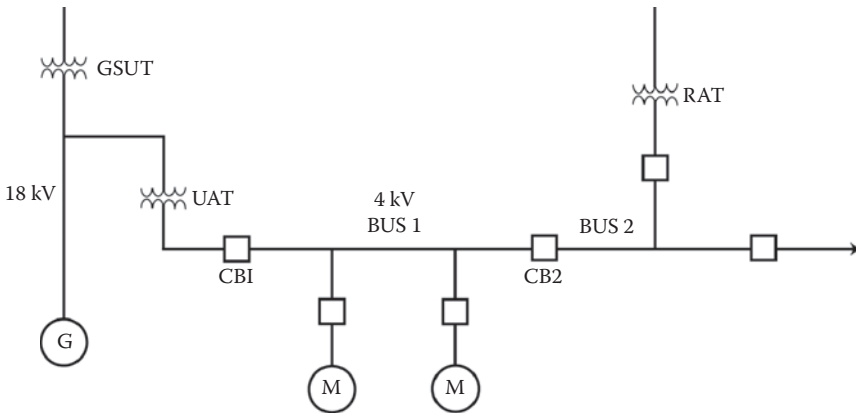 GSUT
RAT
18 kV
UAT
4 kV
BUS 1
BUS 2
CBI
CB2
G
M
M